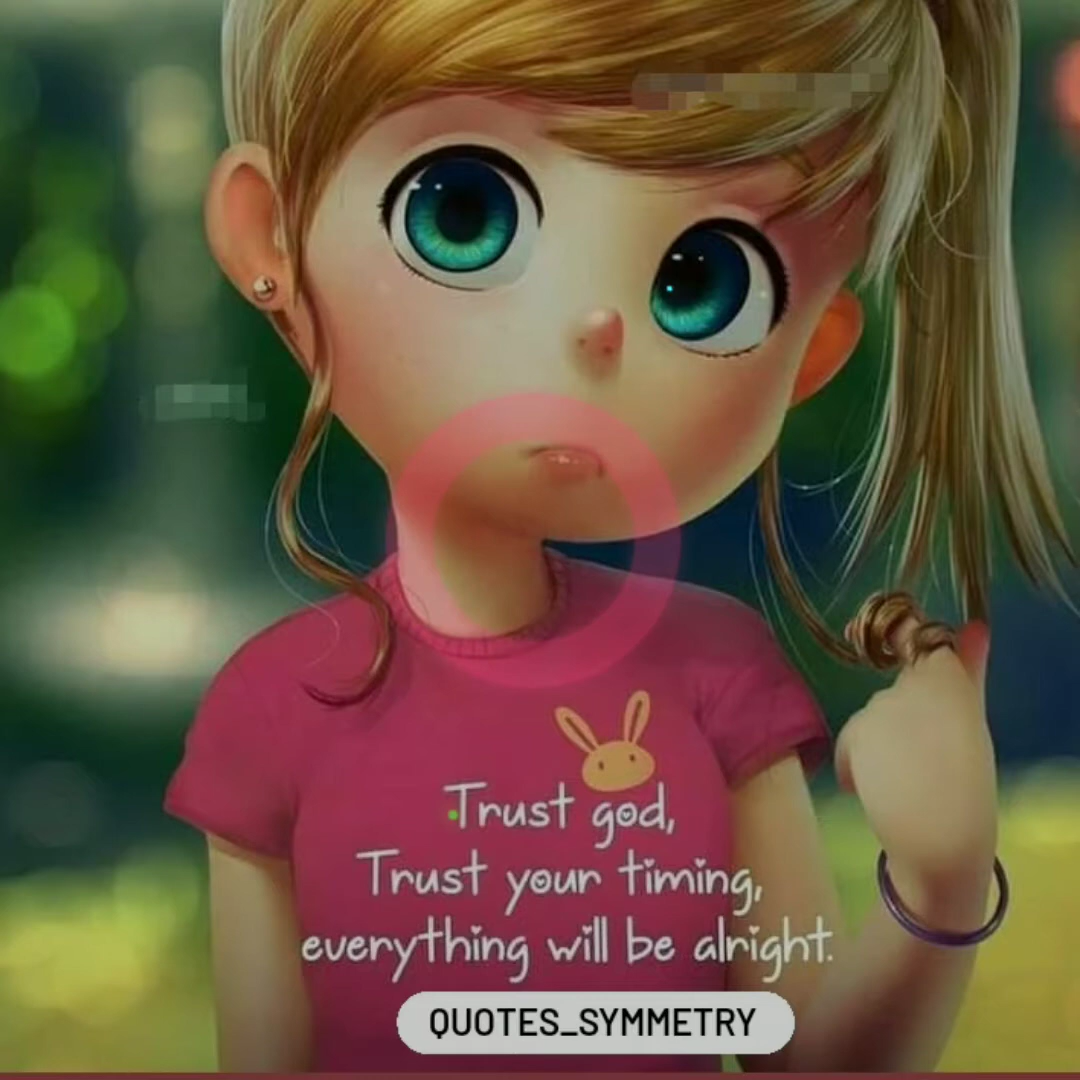 Trust god,
Trust your timing,
everything will be alright.
QUOTES_SYMMETRY